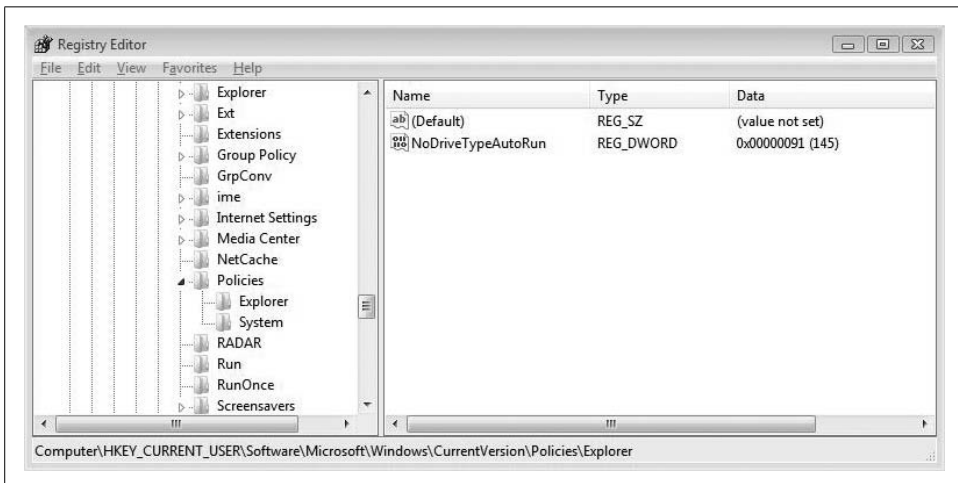 Registry Editor
File Edit View Favorites Help
Explorer
Ext
Extensions
Group Policy
GrpConv
ime
Internet Settings
Media Center
NetCache
Policies
Explorer
System
RADAR
Run
RunOnce
Screensavers
Name Type Data
(Default) REG_SZ (value not set)
NoDriveTypeAutoRun REG_DWORD 0x00000091 (145)
Computer\HKEY_CURRENT_USER\Software\Microsoft\Windows\CurrentVersion\Policies\Explorer